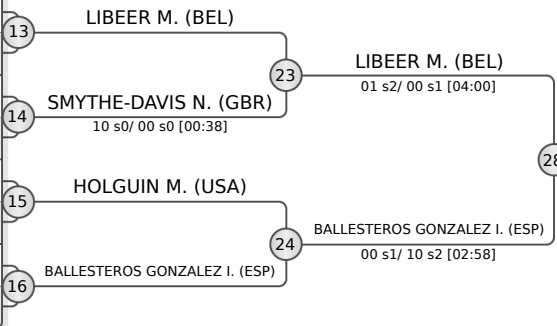 LIBEER M. (BEL)
13
23
LIBEER M. (BEL)
01 s2/ 00 s1 [04:00]
SMYTHE-DAVIS N. (GBR)
14
10 s0/ 00 s0 [00:38]
28
HOLGUIN M. (USA)
15
24
BALLESTEROS GONZALEZ I. (ESP)
00 s1/ 10 s2 [02:58]
BALLESTEROS GONZALEZ I. (ESP)
16